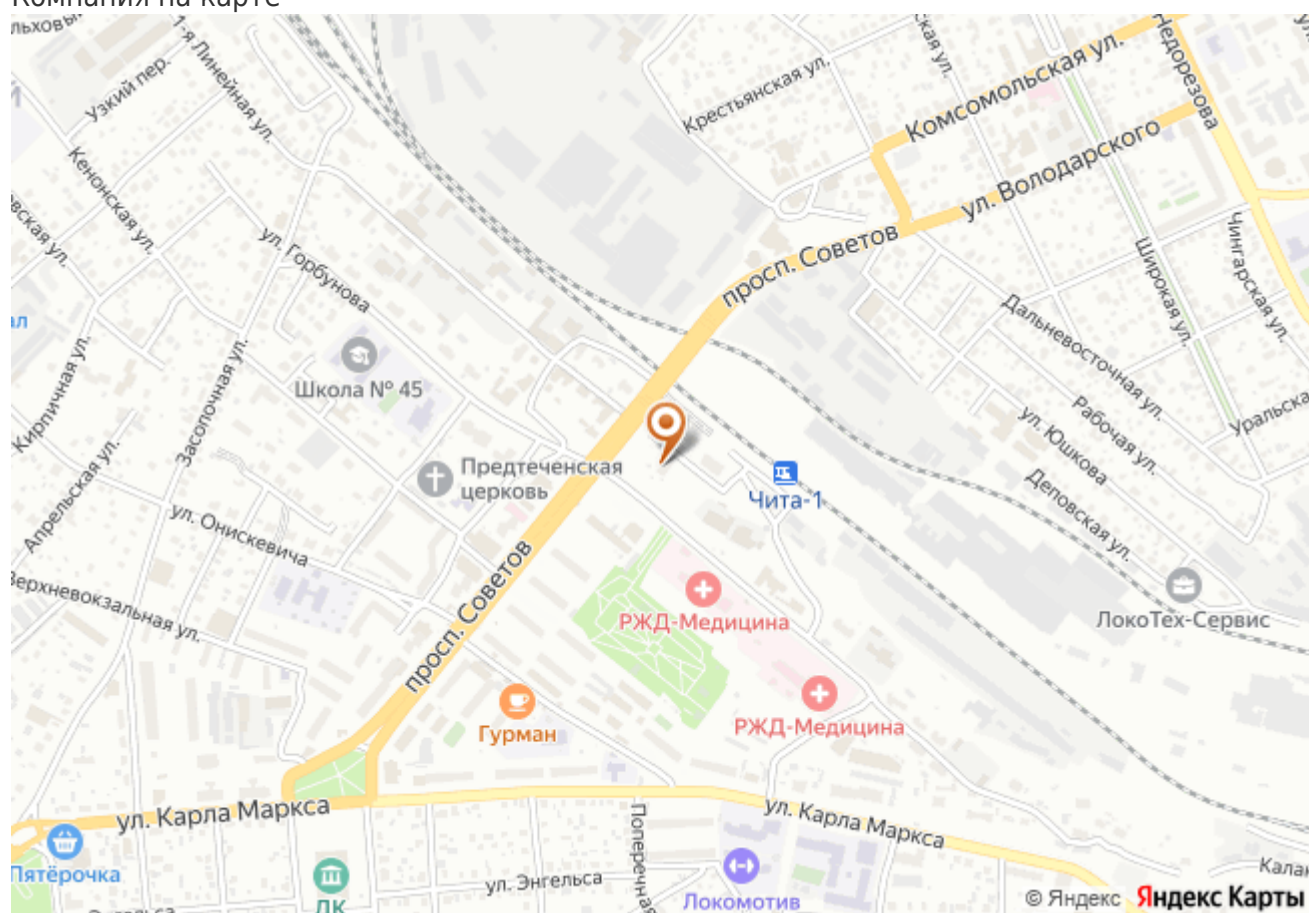 Компания на карте
Узкий пер.
1-я Линейная ул.
Кенонская ул.
ул. Горбунова
Крестьянская ул.
Комсомольская ул.
Недорезова
ул. Володарского
просп. Советов
Широкая ул.
Чингарская ул.
Дальневосточная ул.
Рабочая ул.
ул. Юшкова
Деповская ул.
Школа № 45
Кирпичная ул.
Засопочная ул.
Апрельская ул.
Предтеченская
церковь
Чита-1
ул. Онискевича
просп. Советов
РЖД-Медицина
ЛокоТех-Сервис
РЖД-Медицина
Гурман
ул. Карла Маркса
ул. Карла Маркса
Пятёрочка
Поперечная
ул. Энгельса
Локомотив
ДК
© Яндекс Яндекс Карты